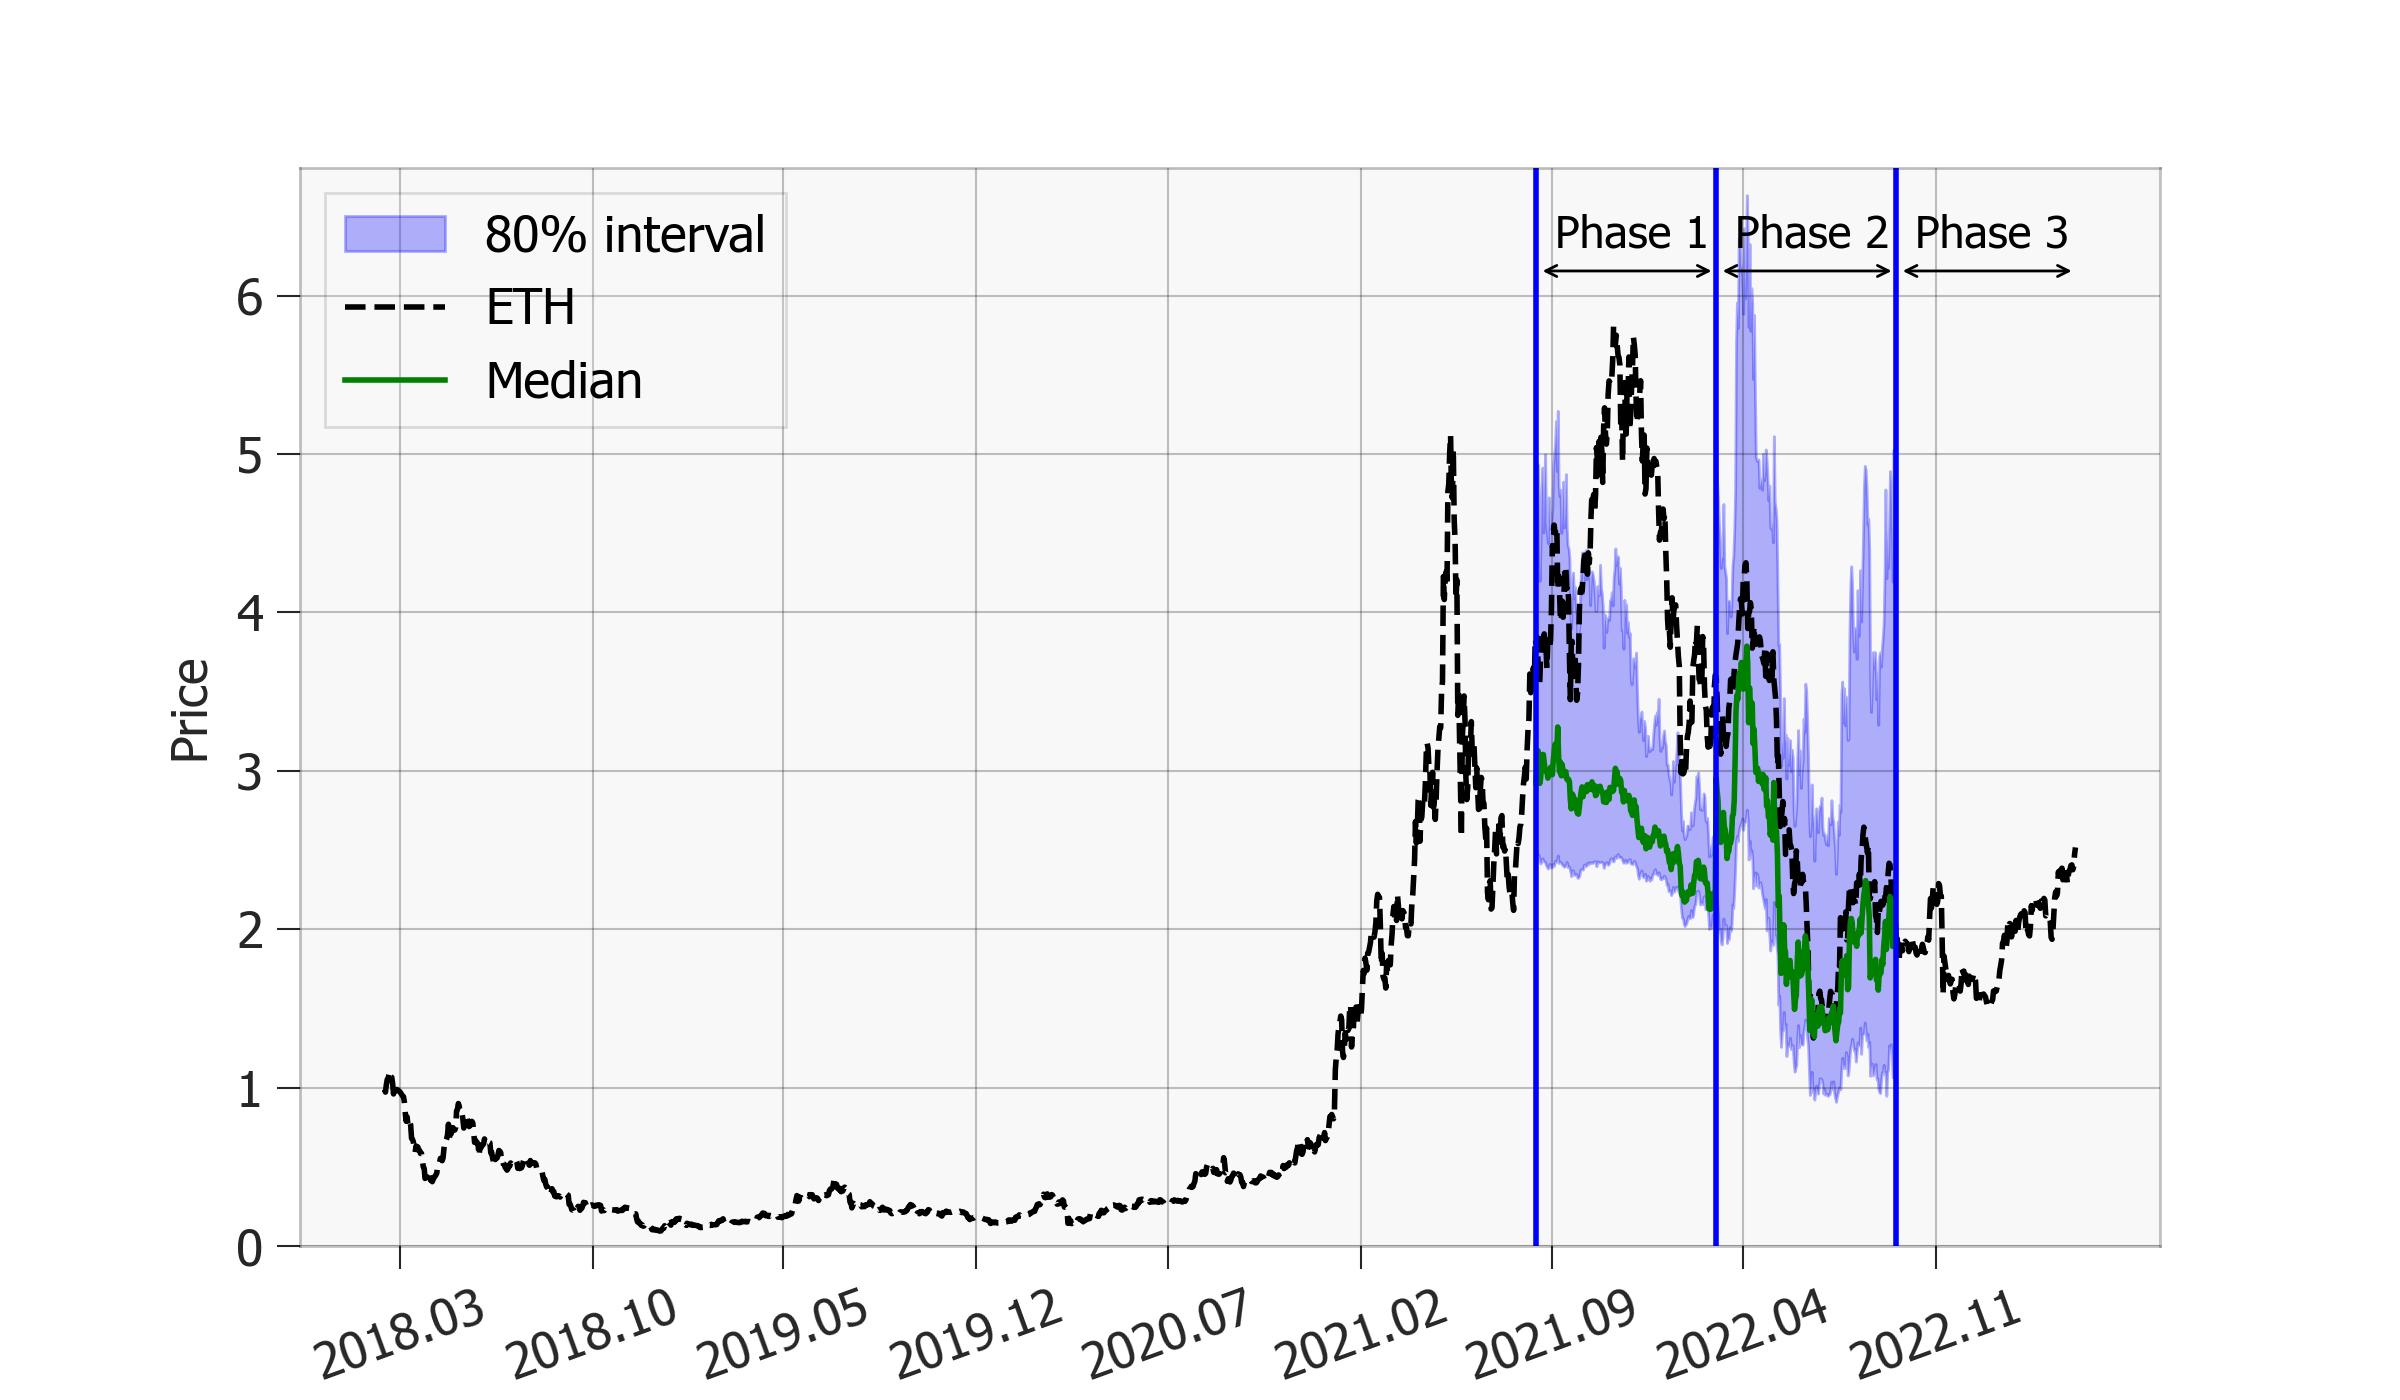 80% interval
ETH
Median
Phase 1
Phase 2
Phase 3
Price
6
5
4
3
2
1
0
2018.03
2018.10
2019.05
2019.12
2020.07
2021.02
2021.09
2022.04
2022.11